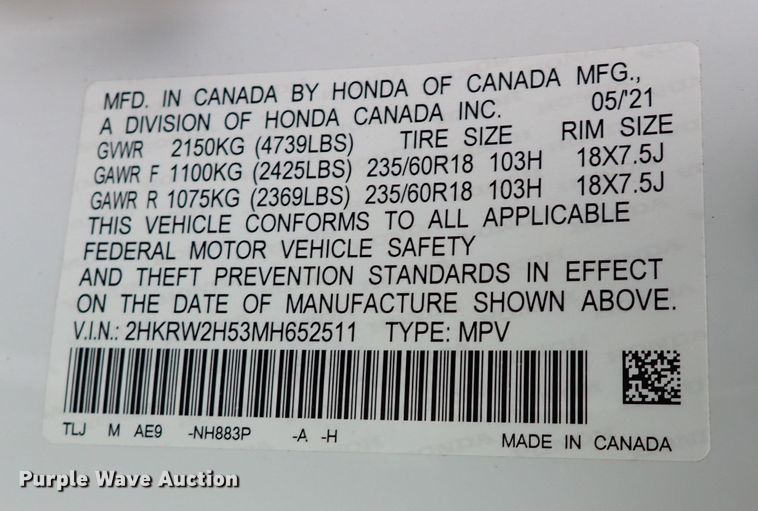 MFD. IN CANADA BY HONDA OF CANADA MFG.,
A DIVISION OF HONDA CANADA INC. 05/'21
GVWR 2150KG (4739LBS) TIRE SIZE RIM SIZE
GAWR F 1100KG (2425LBS) 235/60R18 103H 18X7.5J
GAWR R 1075KG (2369LBS) 235/60R18 103H 18X7.5J
THIS VEHICLE CONFORMS TO ALL APPLICABLE
FEDERAL MOTOR VEHICLE SAFETY
AND THEFT PREVENTION STANDARDS IN EFFECT
ON THE DATE OF MANUFACTURE SHOWN ABOVE.
V.I.N.: 2HKRW2H53MH652511 TYPE: MPV
TLJ M AE9 -NH883P -A -H MADE IN CANADA
Purple Wave Auction